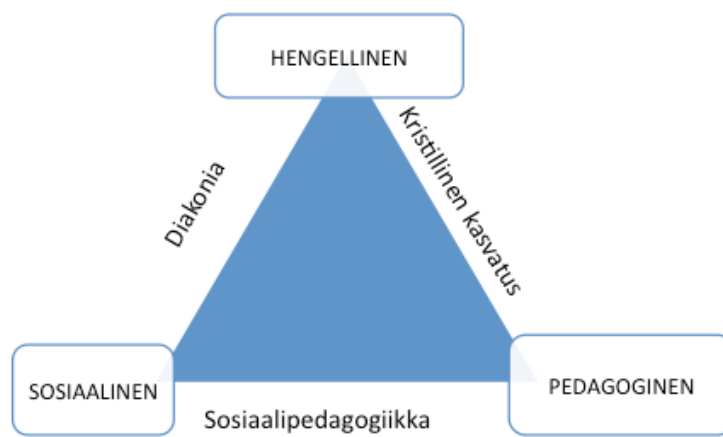 HENGELLINEN
Diakonia
Kristillinen kasvatus
SOSIAALINEN
PEDAGOGINEN
Sosiaalipedagogiikka